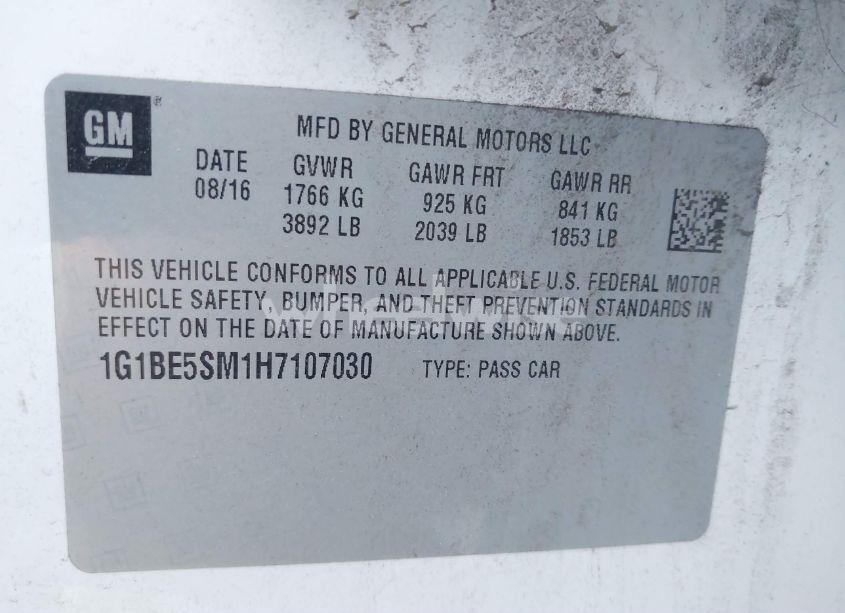 GM
MFD BY GENERAL MOTORS LLC
DATE GVWR GAWR FRT GAWR RR
08/16 1766 KG 925 KG 841 KG
3892 LB 2039 LB 1853 LB
THIS VEHICLE CONFORMS TO ALL APPLICABLE U.S. FEDERAL MOTOR
VEHICLE SAFETY, BUMPER, AND THEFT PREVENTION STANDARDS IN
EFFECT ON THE DATE OF MANUFACTURE SHOWN ABOVE.
1G1BE5SM1H7107030 TYPE: PASS CAR